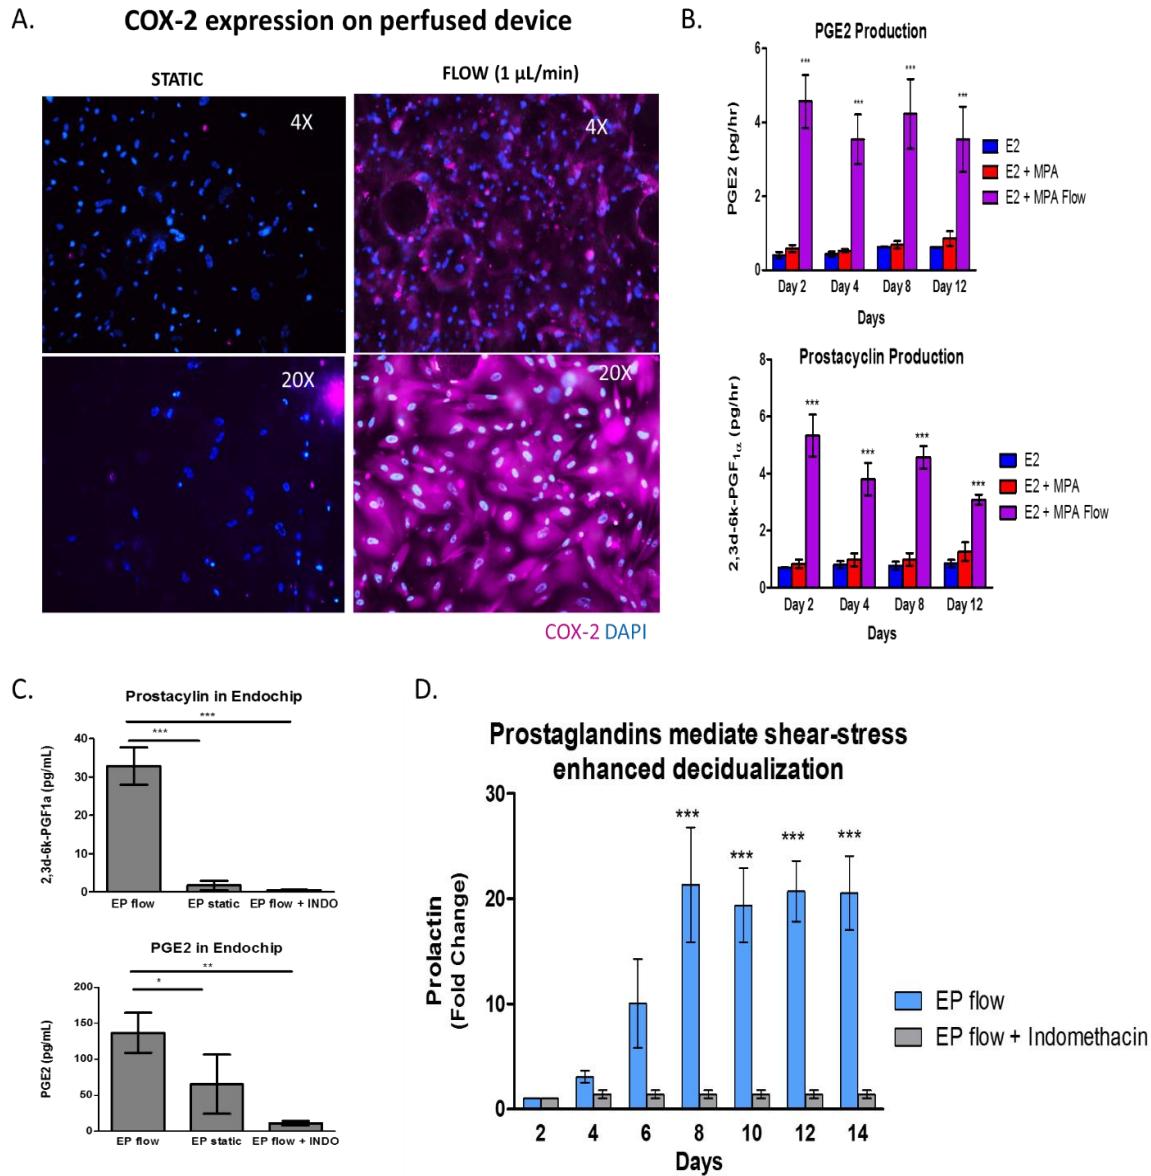 A.
COX-2 expression on perfused device
STATIC
FLOW (1 µL/min)
4X
4X
20X
20X
COX-2 DAPI
B.
PGE2 Production
PGE2 (pg/hr)
6
4
2
0
***
***
***
***
Day 2
Day 4
Day 8
Day 12
Days
E2
E2 + MPA
E2 + MPA Flow
Prostacyclin Production
2,3d-6k-PGF1α (pg/hr)
8
6
4
2
0
***
***
***
***
Day 2
Day 4
Day 8
Day 12
Days
E2
E2 + MPA
E2 + MPA Flow
C.
Prostacylin in Endochip
***
***
2,3d-6k-PGF1a (pg/mL)
40
30
20
10
0
EP flow
EP static
EP flow + INDO
PGE2 in Endochip
**
*
PGE2 (pg/mL)
200
150
100
50
0
EP flow
EP static
EP flow + INDO
D.
Prostaglandins mediate shear-stress
enhanced decidualization
Prolactin
(Fold Change)
30
20
10
0
***
***
***
***
2
4
6
8
10
12
14
Days
EP flow
EP flow + Indomethacin